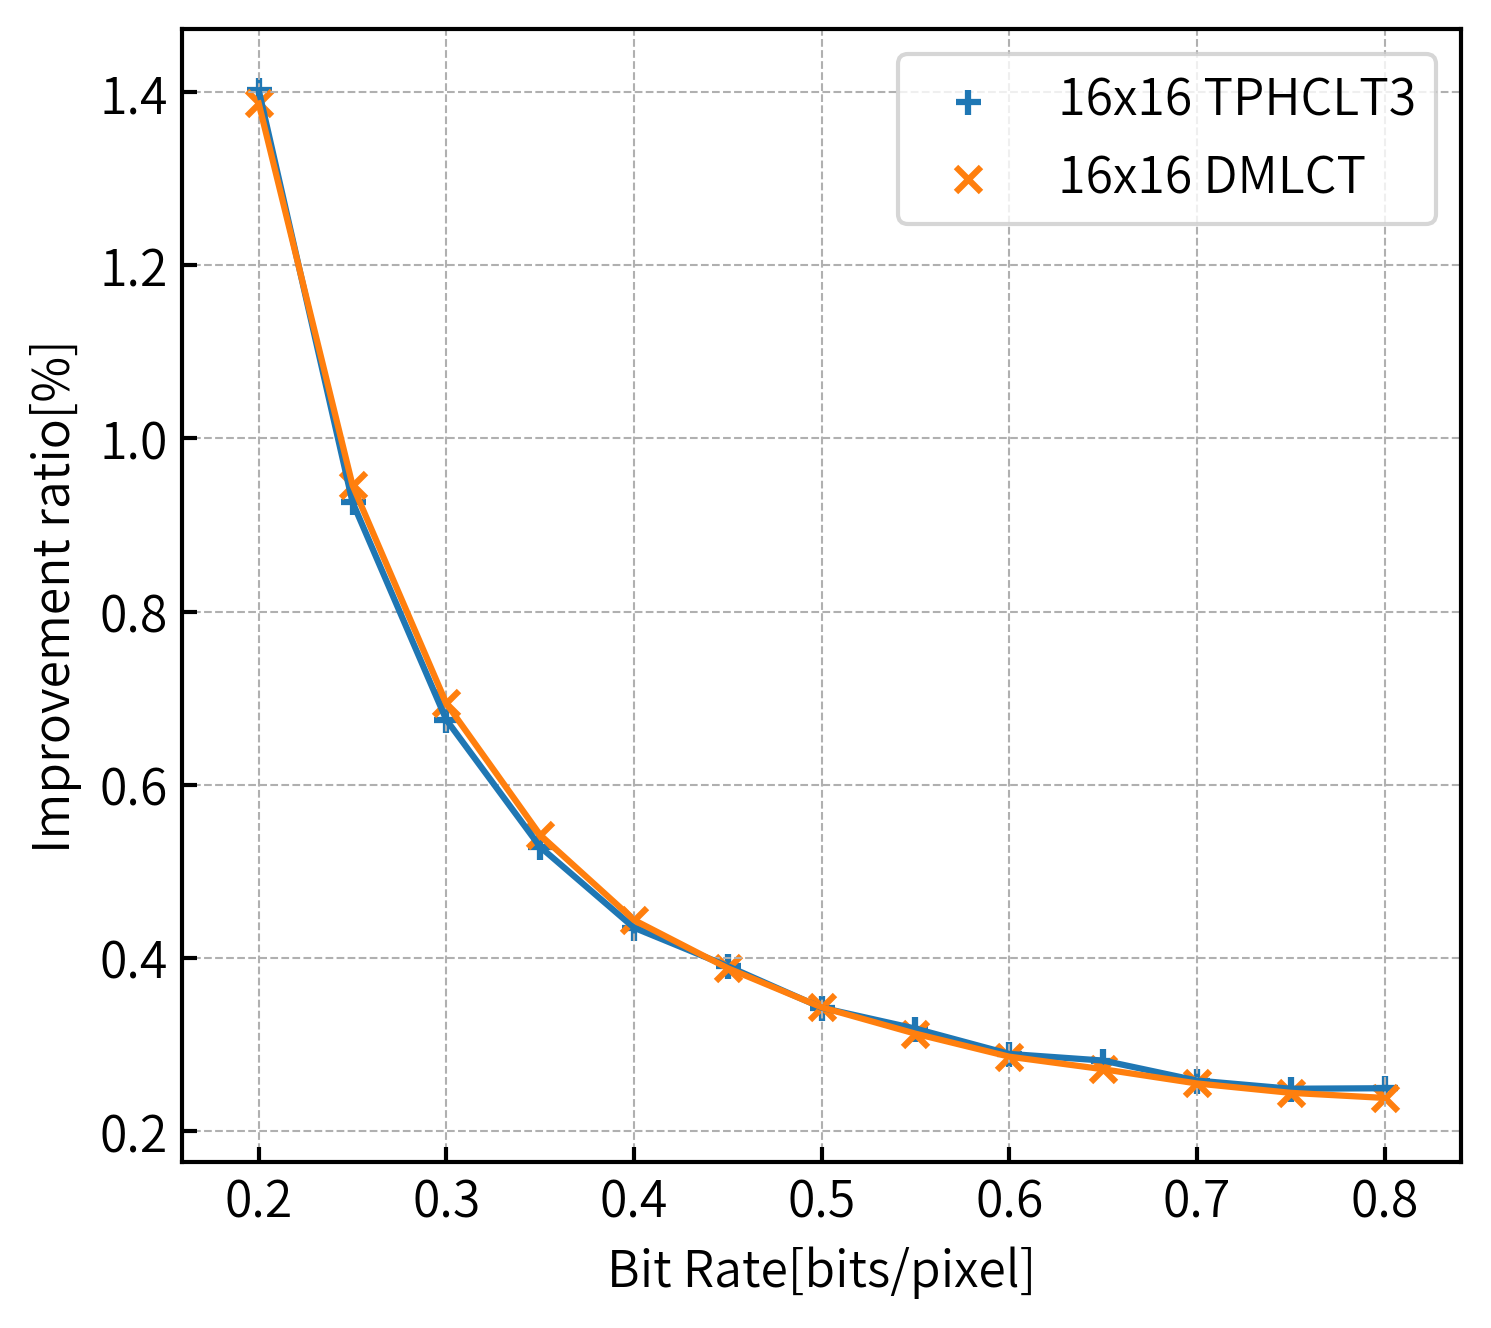 16x16 TPHCLT3
16x16 DMLCT
Improvement ratio[%]
1.4
1.2
1.0
0.8
0.6
0.4
0.2
0.2 0.3 0.4 0.5 0.6 0.7 0.8
Bit Rate[bits/pixel]